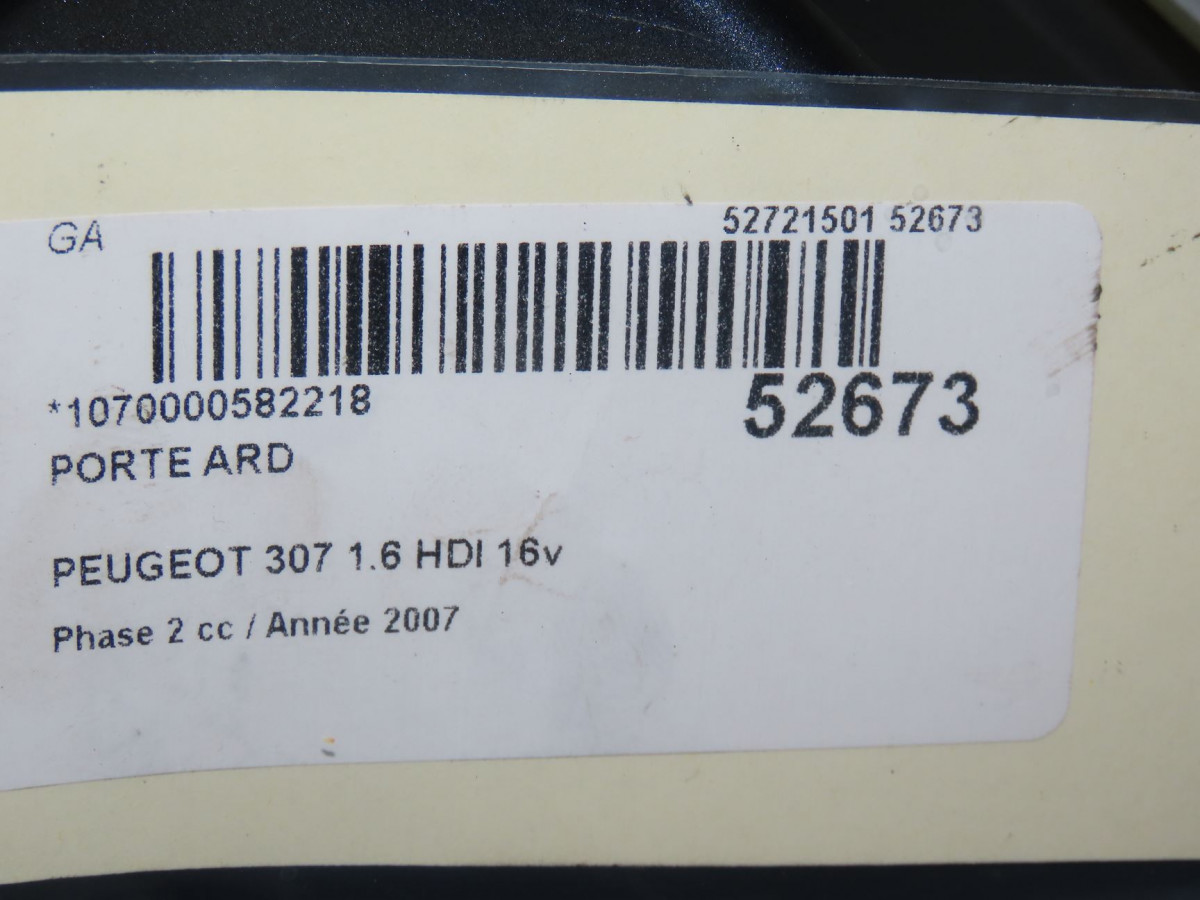 GA
52721501 52673
*1070000582218
52673
PORTE ARD
PEUGEOT 307 1.6 HDI 16v
Phase 2 cc / Année 2007